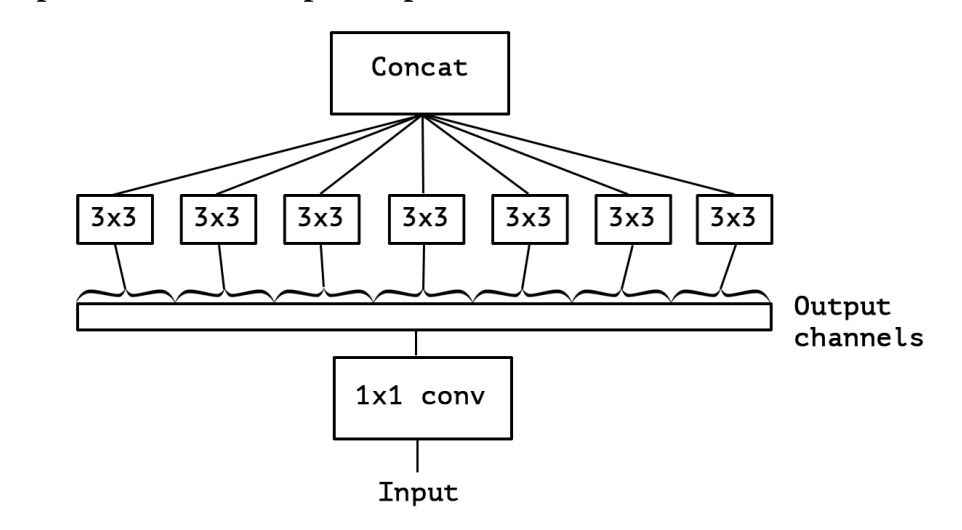 Concat
3x3 3x3 3x3 3x3 3x3 3x3 3x3
Output
channels
1x1 conv
Input